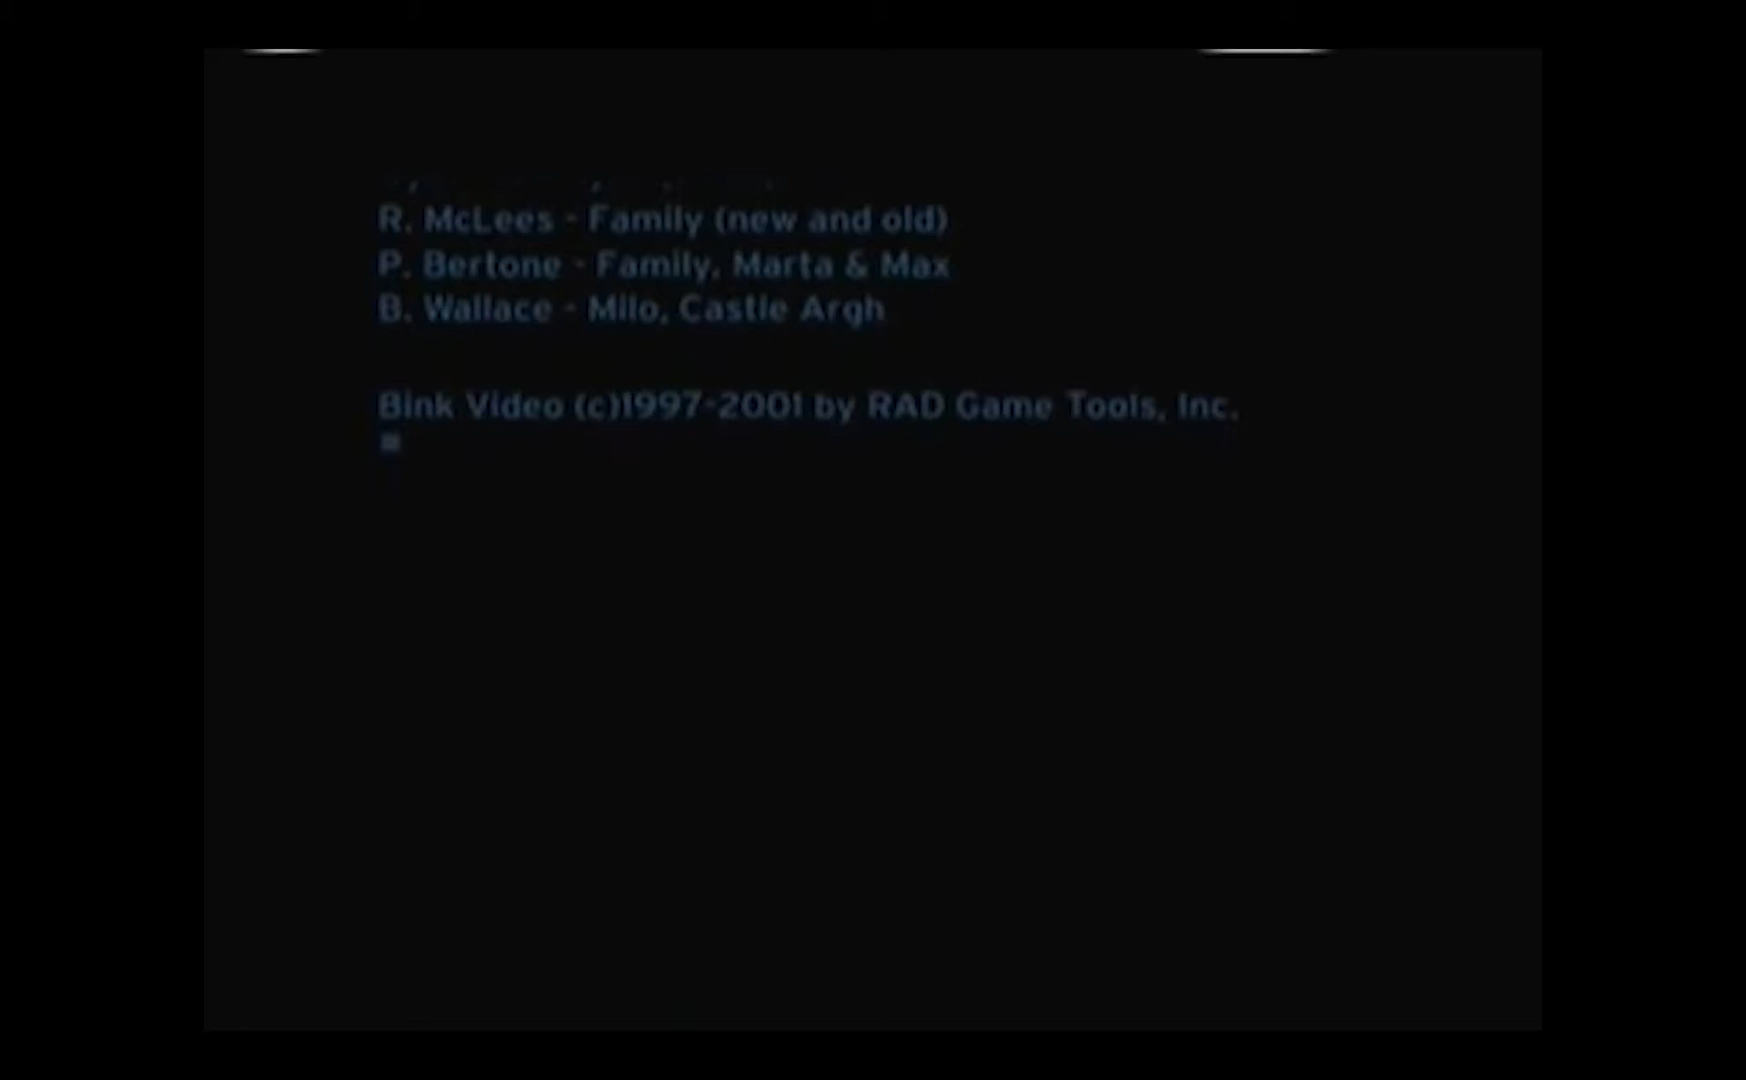 R. McLees - Family (new and old)
P. Bertone - Family, Marta & Max
B. Wallace - Milo, Castle Argh
Bink Video (c)1997-2001 by RAD Game Tools, Inc.